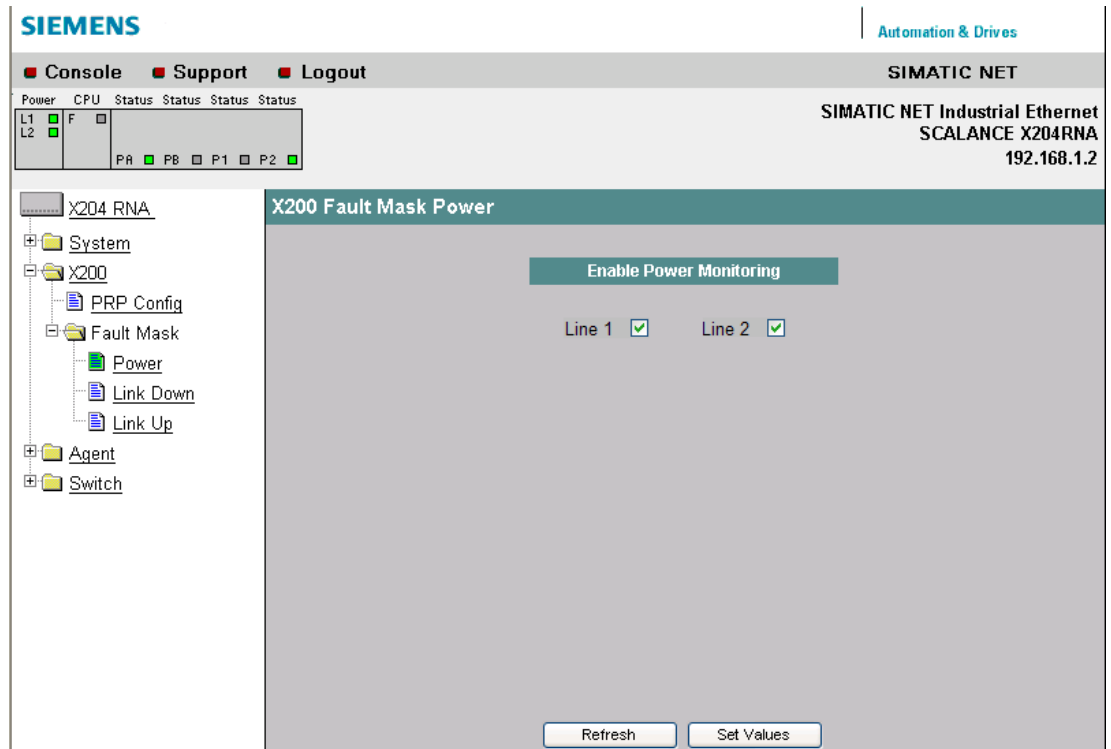 SIEMENS
Automation & Drives
Console Support Logout SIMATIC NET
Power CPU Status Status Status Status
L1 F
L2
PA PB P1 P2
SIMATIC NET Industrial Ethernet
SCALANCE X204RNA
192.168.1.2
X204 RNA
System
X200
PRP Config
Fault Mask
Power
Link Down
Link Up
Agent
Switch
X200 Fault Mask Power
Enable Power Monitoring
Line 1 Line 2
Refresh Set Values